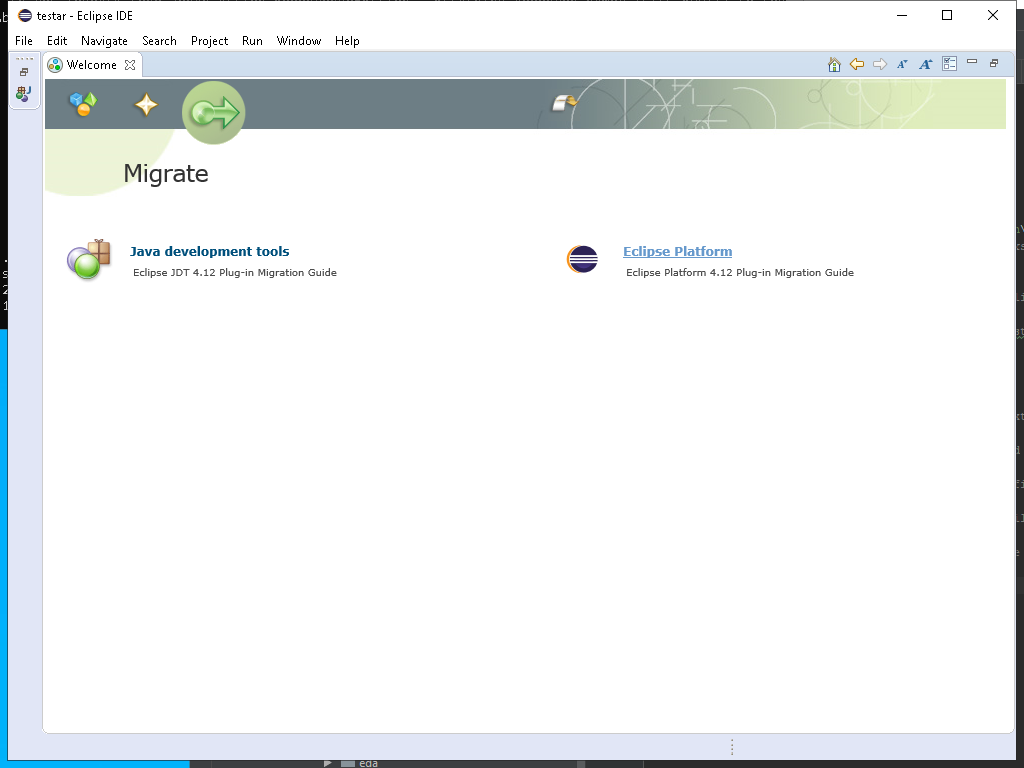 testar - Eclipse IDE
File Edit Navigate Search Project Run Window Help
Welcome
Migrate
Java development tools
Eclipse JDT 4.12 Plug-in Migration Guide
Eclipse Platform
Eclipse Platform 4.12 Plug-in Migration Guide
eda